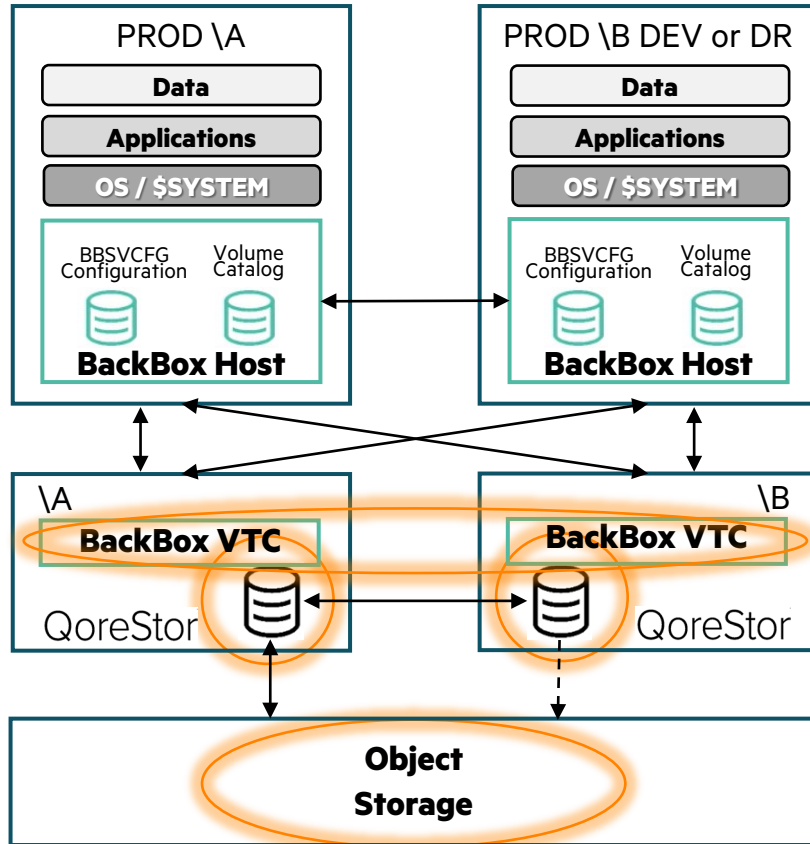 PROD \A
Data
Applications
OS / $SYSTEM
BBSVCFG
Configuration
Volume
Catalog
BackBox Host
PROD \B DEV or DR
Data
Applications
OS / $SYSTEM
BBSVCFG
Configuration
Volume
Catalog
BackBox Host
\A
BackBox VTC
QoreStor
\B
BackBox VTC
QoreStor
Object
Storage